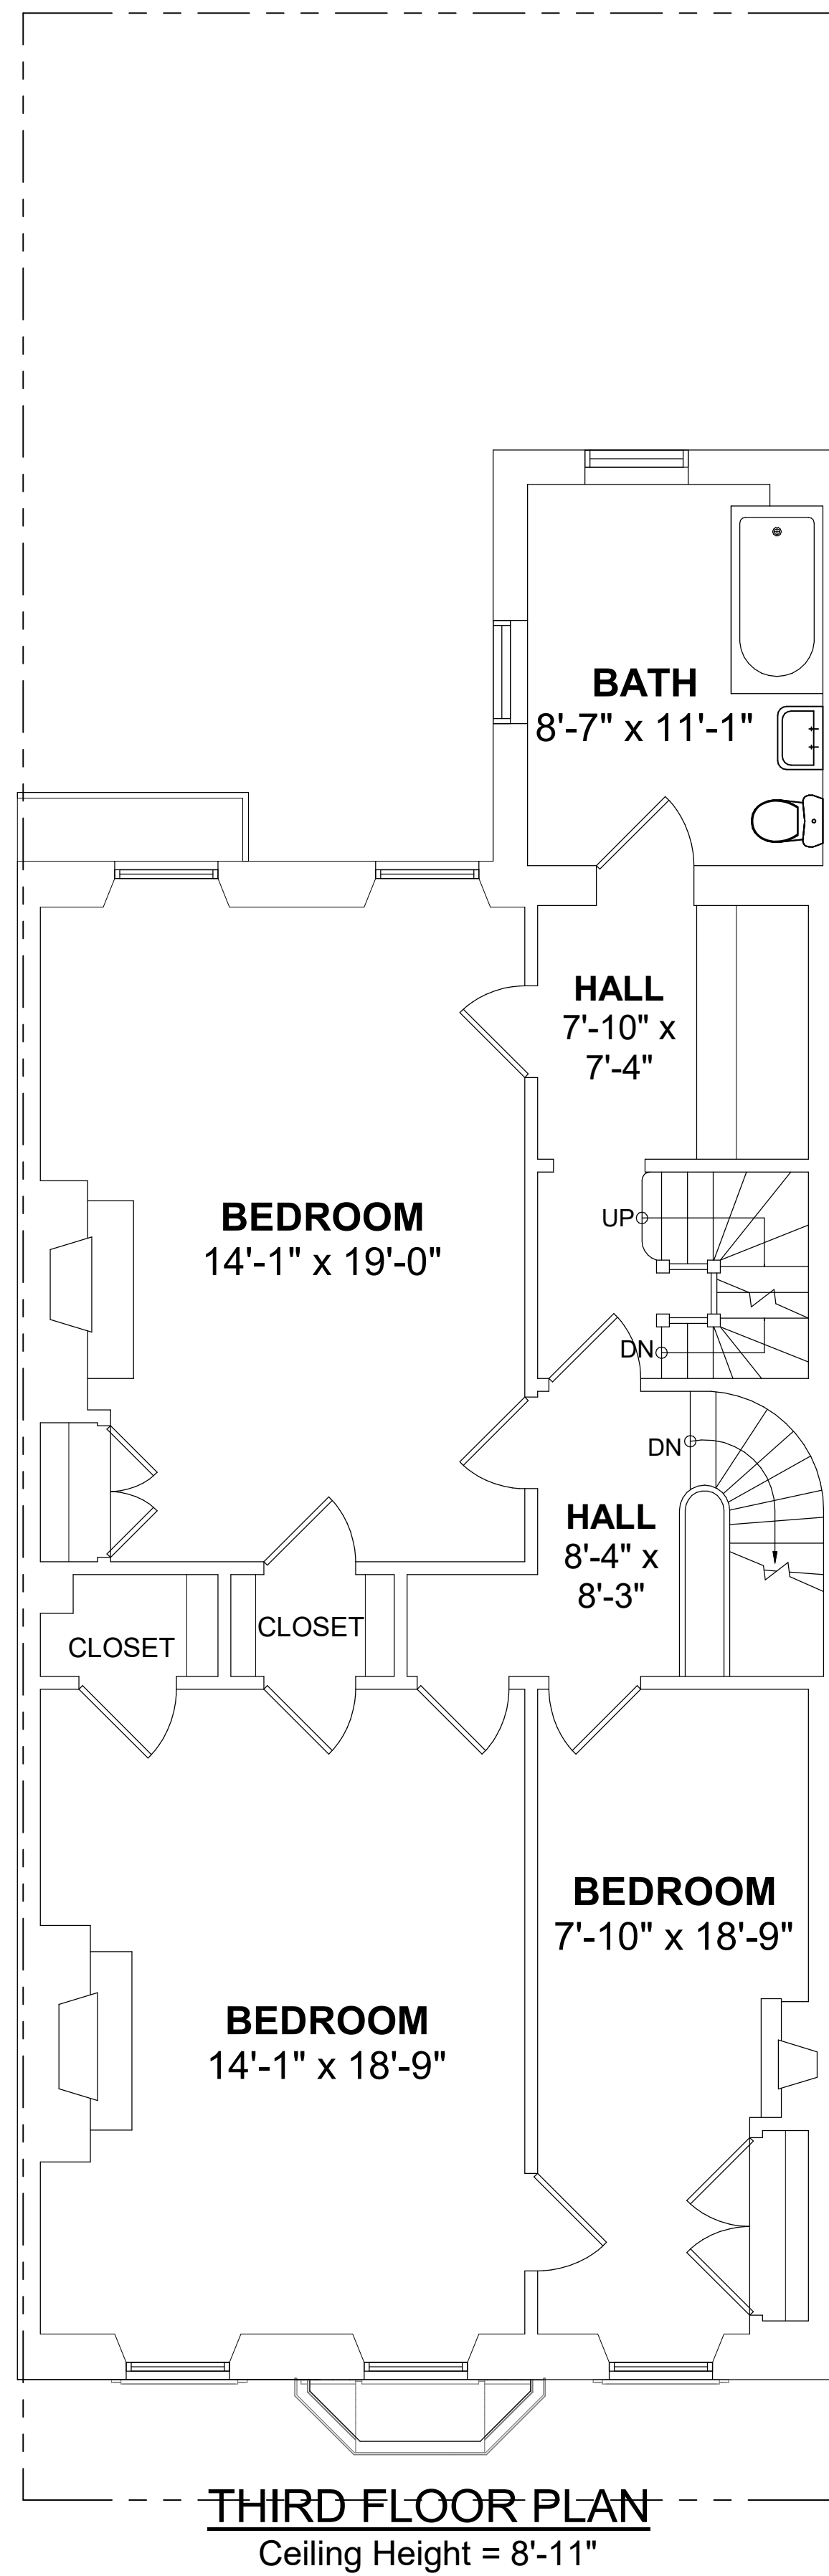 BATH
8'-7" x 11'-1"
HALL
7'-10" x
7'-4"
BEDROOM
14'-1" x 19'-0"
UP
DN
DN
HALL
8'-4" x
8'-3"
CLOSET
CLOSET
BEDROOM
7'-10" x 18'-9"
BEDROOM
14'-1" x 18'-9"
THIRD FLOOR PLAN
Ceiling Height = 8'-11"